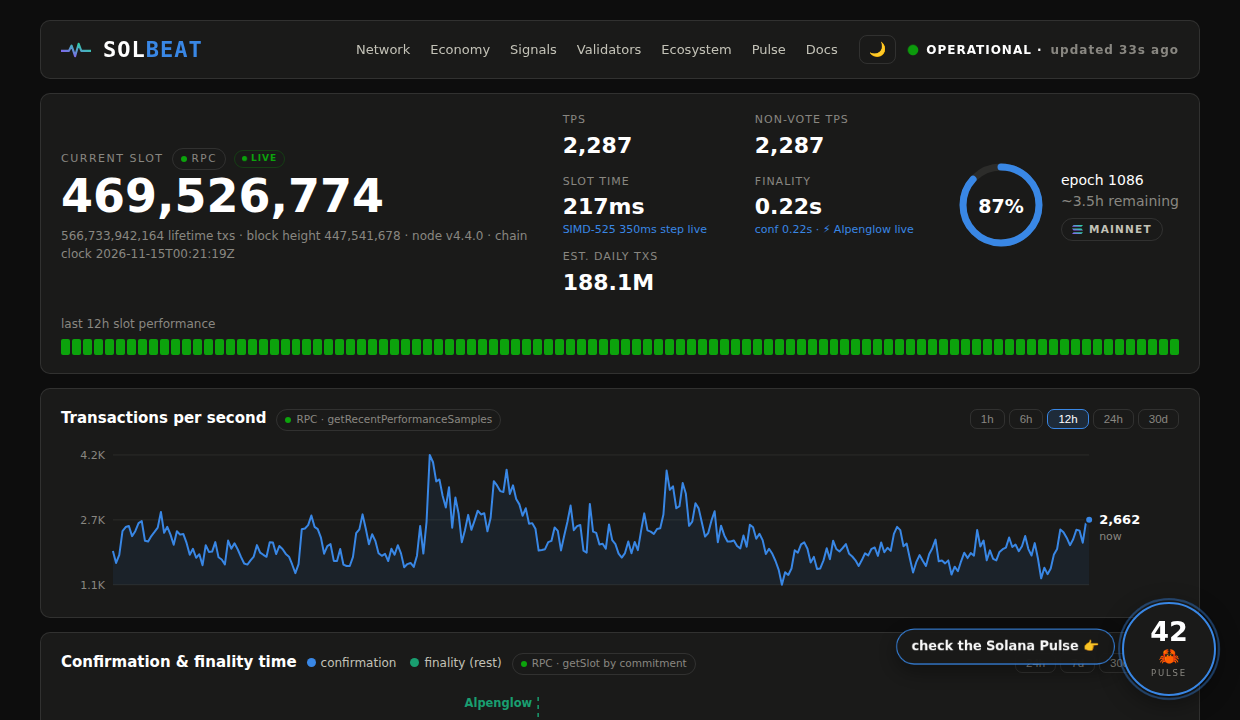 SOLBEAT
Network Economy Signals Validators Ecosystem Pulse Docs
OPERATIONAL · updated 33s ago
CURRENT SLOT RPC LIVE
469,526,774
566,733,942,164 lifetime txs · block height 447,541,678 · node v4.4.0 · chain
clock 2026-11-15T00:21:19Z
TPS
2,287
NON-VOTE TPS
2,287
SLOT TIME
217ms
SIMD-525 350ms step live
FINALITY
0.22s
conf 0.22s · ⚡ Alpenglow live
EST. DAILY TXS
188.1M
87%
epoch 1086
~3.5h remaining
MAINNET
last 12h slot performance
Transactions per second RPC · getRecentPerformanceSamples
1h 6h 12h 24h 30d
4.2K
2.7K
1.1K
2,662
now
Confirmation & finality time confirmation finality (rest) RPC · getSlot by commitment
Alpenglow
check the Solana Pulse 👉
42
PULSE